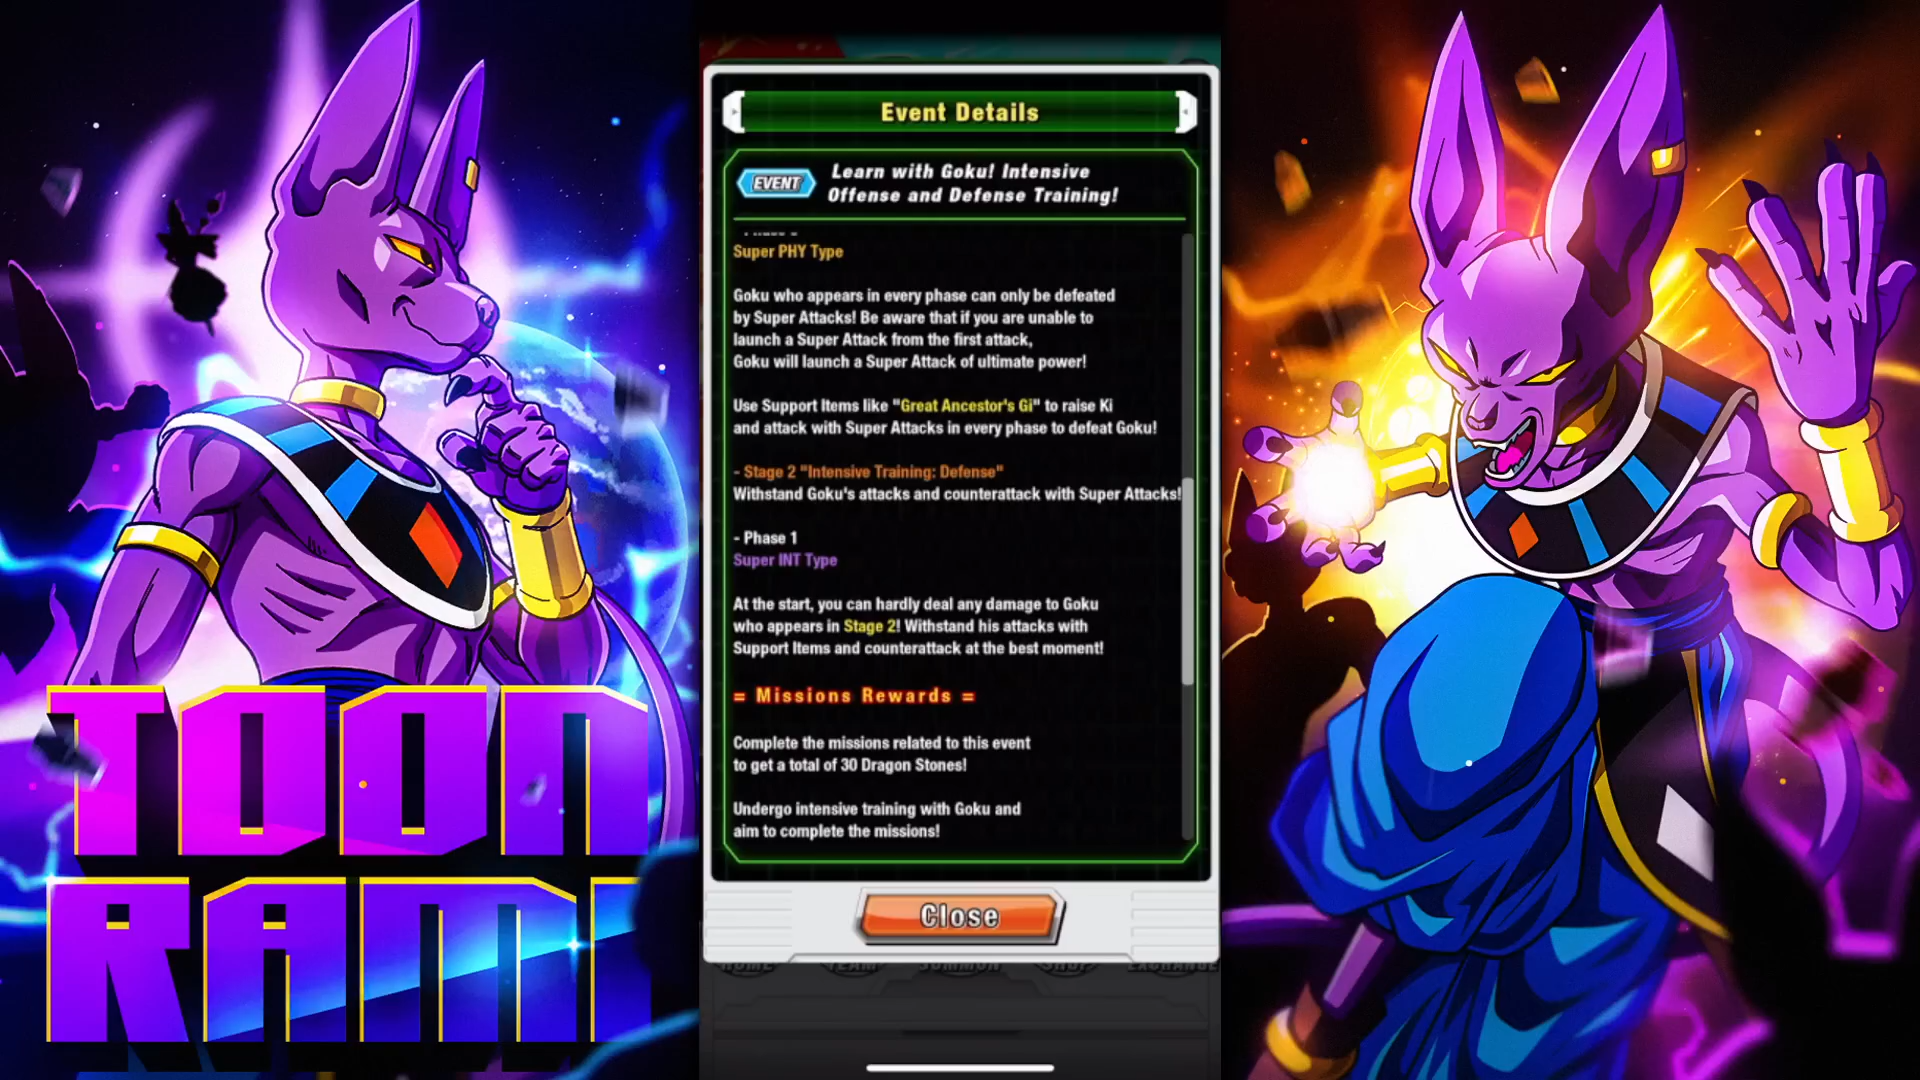 Event Details
EVENT
Learn with Goku! Intensive
Offense and Defense Training!
Super PHY Type
Goku who appears in every phase can only be defeated
by Super Attacks! Be aware that if you are unable to
launch a Super Attack from the first attack,
Goku will launch a Super Attack of ultimate power!
Use Support Items like "Great Ancestor's Gi" to raise Ki
and attack with Super Attacks in every phase to defeat Goku!
- Stage 2 "Intensive Training: Defense"
Withstand Goku's attacks and counterattack with Super Attacks!
- Phase 1
Super INT Type
At the start, you can hardly deal any damage to Goku
who appears in Stage 2! Withstand his attacks with
Support Items and counterattack at the best moment!
= Missions Rewards =
Complete the missions related to this event
to get a total of 30 Dragon Stones!
Undergo intensive training with Goku and
aim to complete the missions!
Close
HOME TEAM SUMMON SHOP EXCHANGE
TOON
RAMI